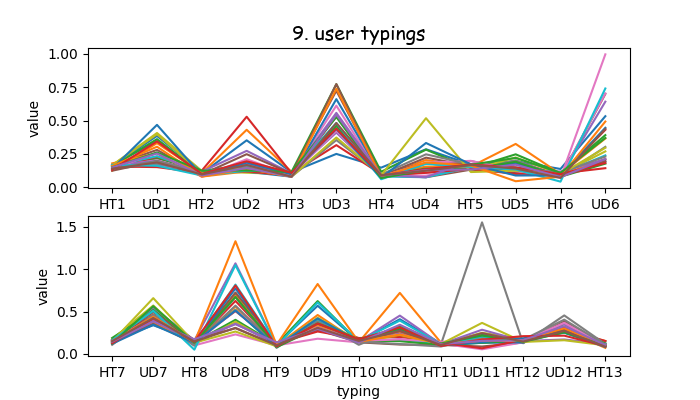 9. user typings
value
1.00
0.75
0.50
0.25
0.00
HT1 UD1 HT2 UD2 HT3 UD3 HT4 UD4 HT5 UD5 HT6 UD6
value
1.5
1.0
0.5
0.0
HT7 UD7 HT8 UD8 HT9 UD9 HT10 UD10 HT11 UD11 HT12 UD12 HT13
typing